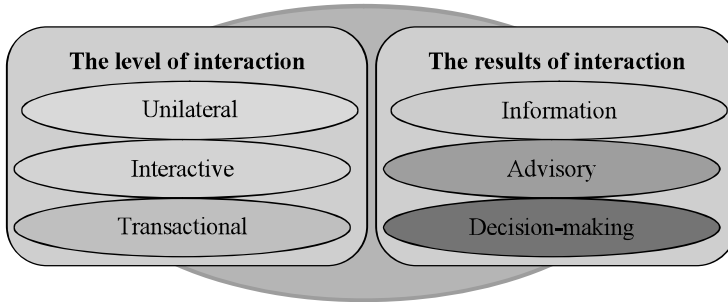 The level of interaction
Unilateral
Interactive
Transactional
The results of interaction
Information
Advisory
Decision-making